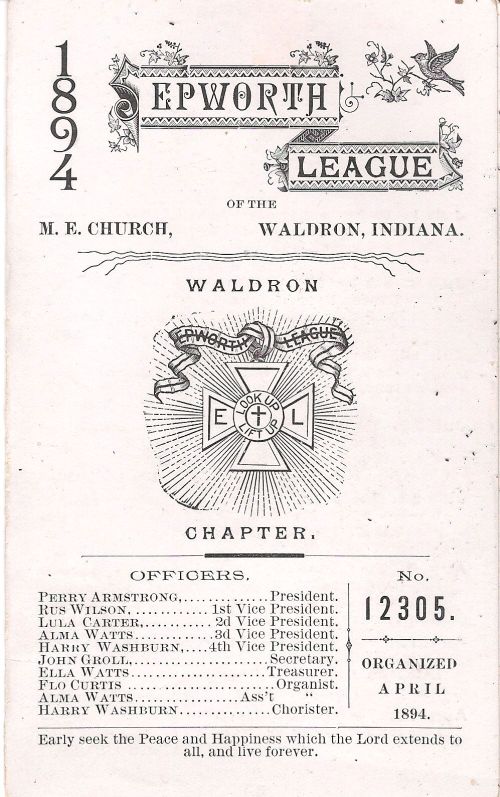 1894
EPWORTH
LEAGUE
OF THE
M. E. CHURCH, WALDRON, INDIANA.
WALDRON
EPWORTH LEAGUE
LOOK UP
E L
LIFT UP
CHAPTER.
OFFICERS.
PERRY ARMSTRONG,..............President.
RUS WILSON,............1st Vice President.
LULA CARTER,..........2d Vice President.
ALMA WATTS............3d Vice President.
HARRY WASHBURN,....4th Vice President.
JOHN GROLL,....................Secretary.
ELLA WATTS....................Treasurer.
FLO CURTIS ....................Organist.
ALMA WATTS...............Ass't "
HARRY WASHBURN.............Chorister.
No.
12305.
ORGANIZED
APRIL
1894.
Early seek the Peace and Happiness which the Lord extends to
all, and live forever.